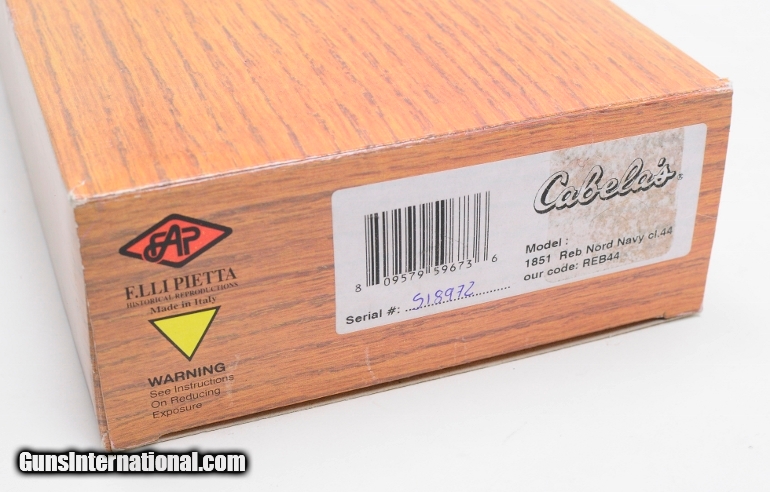 FAP
F.LLI PIETTA
HISTORICAL REPRODUCTIONS
Made in Italy
WARNING
See Instructions
On Reducing
Exposure
8 09579 59673 6
Serial #: 518972
Cabela's®
Model :
1851 Reb Nord Navy cl.44
our code: REB44
GunsInternational.com